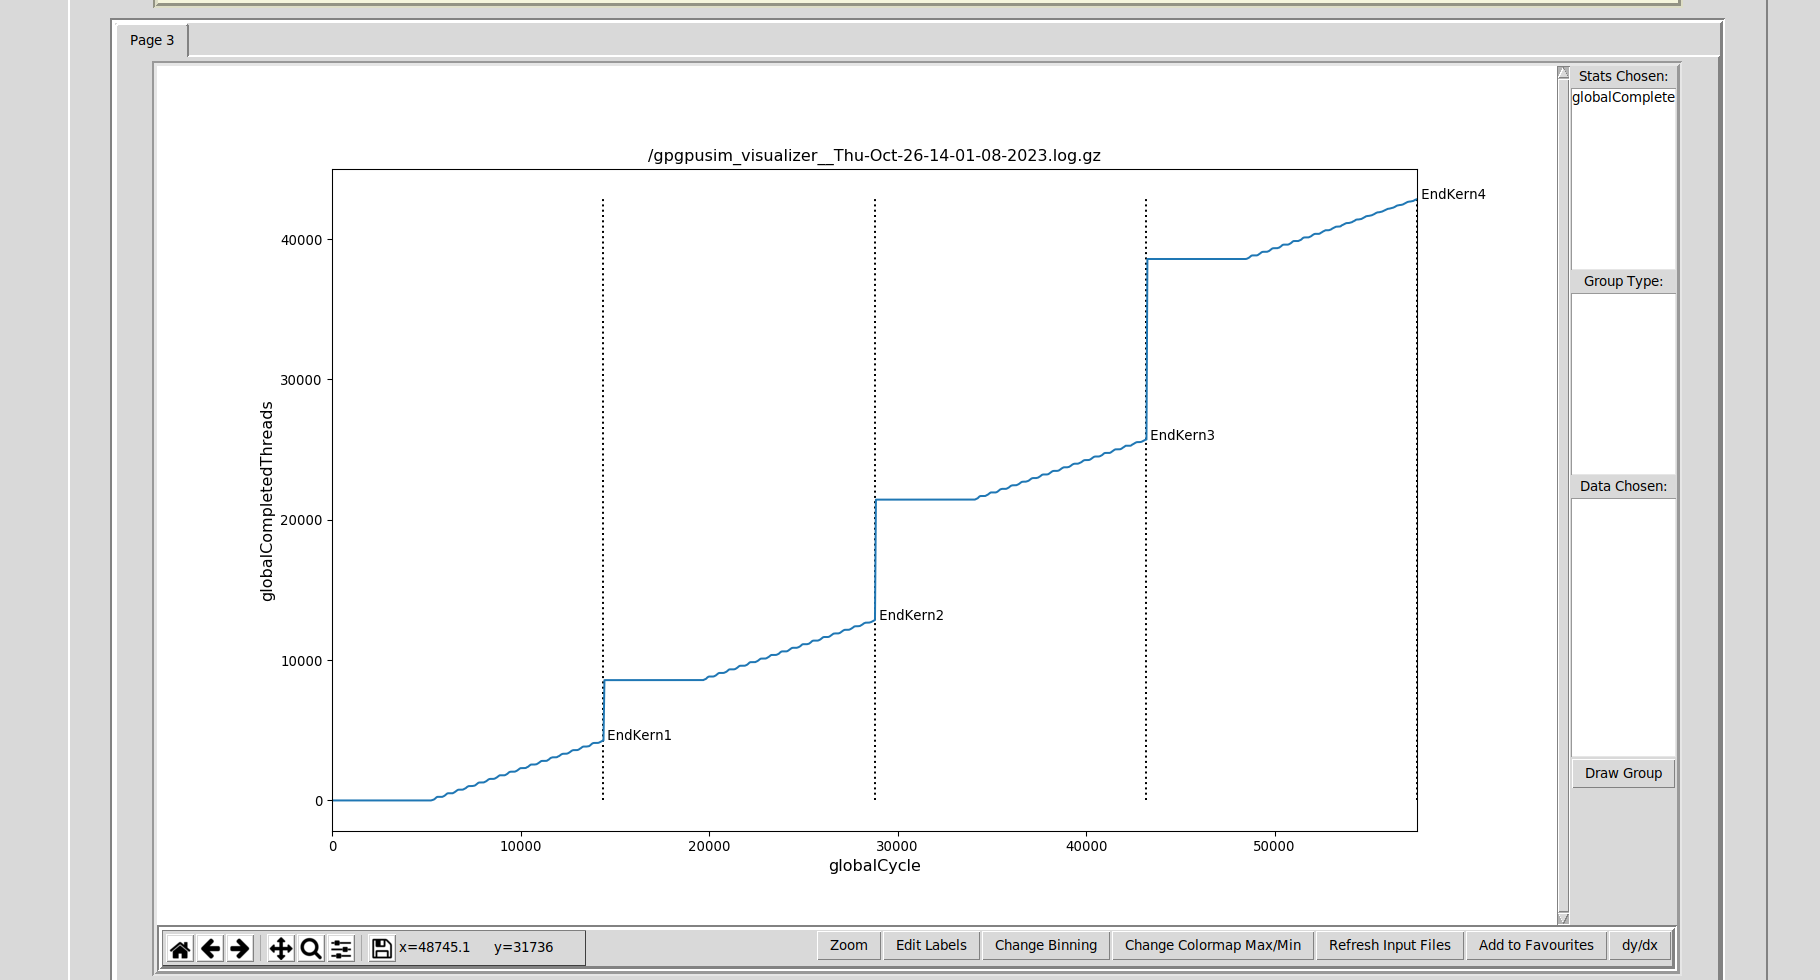 Page 3
Stats Chosen:
globalComplete
/gpgpusim_visualizer__Thu-Oct-26-14-01-08-2023.log.gz
EndKern4
40000
Group Type:
30000
EndKern3
globalCompletedThreads
Data Chosen:
20000
EndKern2
10000
EndKern1
Draw Group
0
0 10000 20000 30000 40000 50000
globalCycle
x=48745.1 y=31736
Zoom Edit Labels Change Binning Change Colormap Max/Min Refresh Input Files Add to Favourites dy/dx